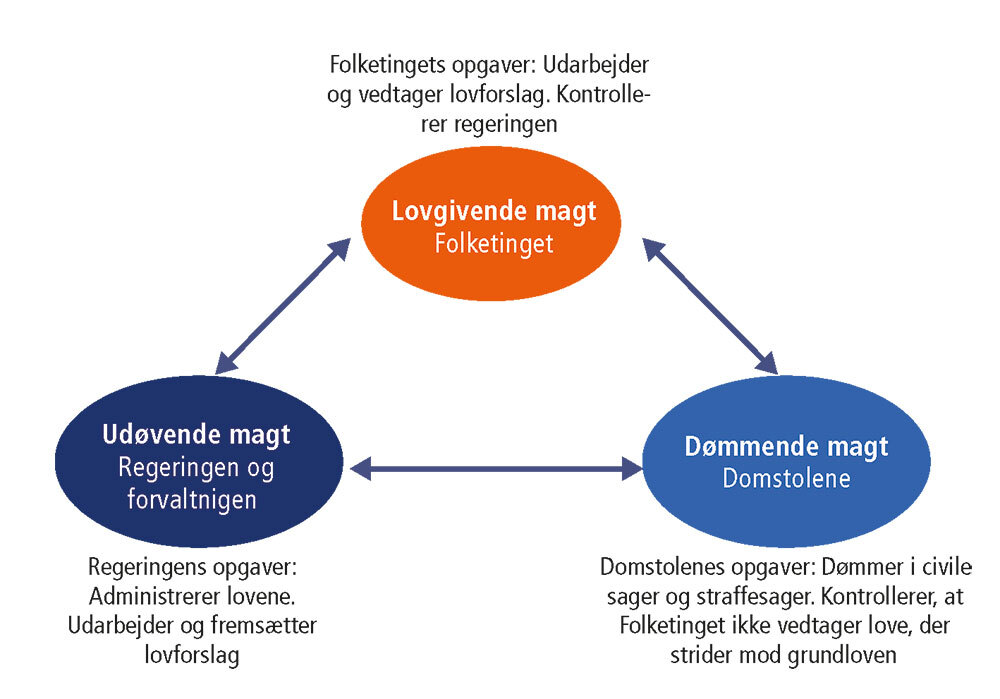 Folketingets opgaver: Udarbejder
og vedtager lovforslag. Kontrolle-
rer regeringen
Lovgivende magt
Folketinget
Udøvende magt
Regeringen og
forvaltnigen
Dømmende magt
Domstolene
Regeringens opgaver:
Administrerer lovene.
Udarbejder og fremsætter
lovforslag
Domstolenes opgaver: Dømmer i civile
sager og straffesager. Kontrollerer, at
Folketinget ikke vedtager love, der
strider mod grundloven